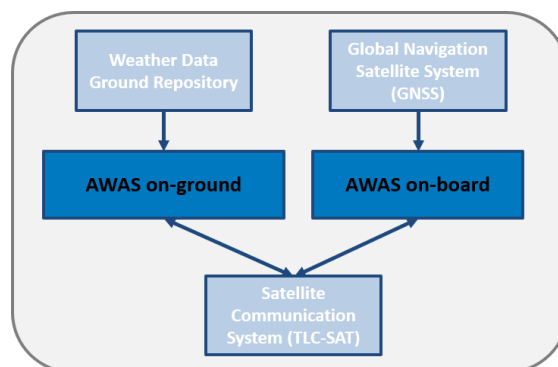 Weather Data
Ground Repository
Global Navigation
Satellite System
(GNSS)
AWAS on-ground
AWAS on-board
Satellite
Communication
System (TLC-SAT)